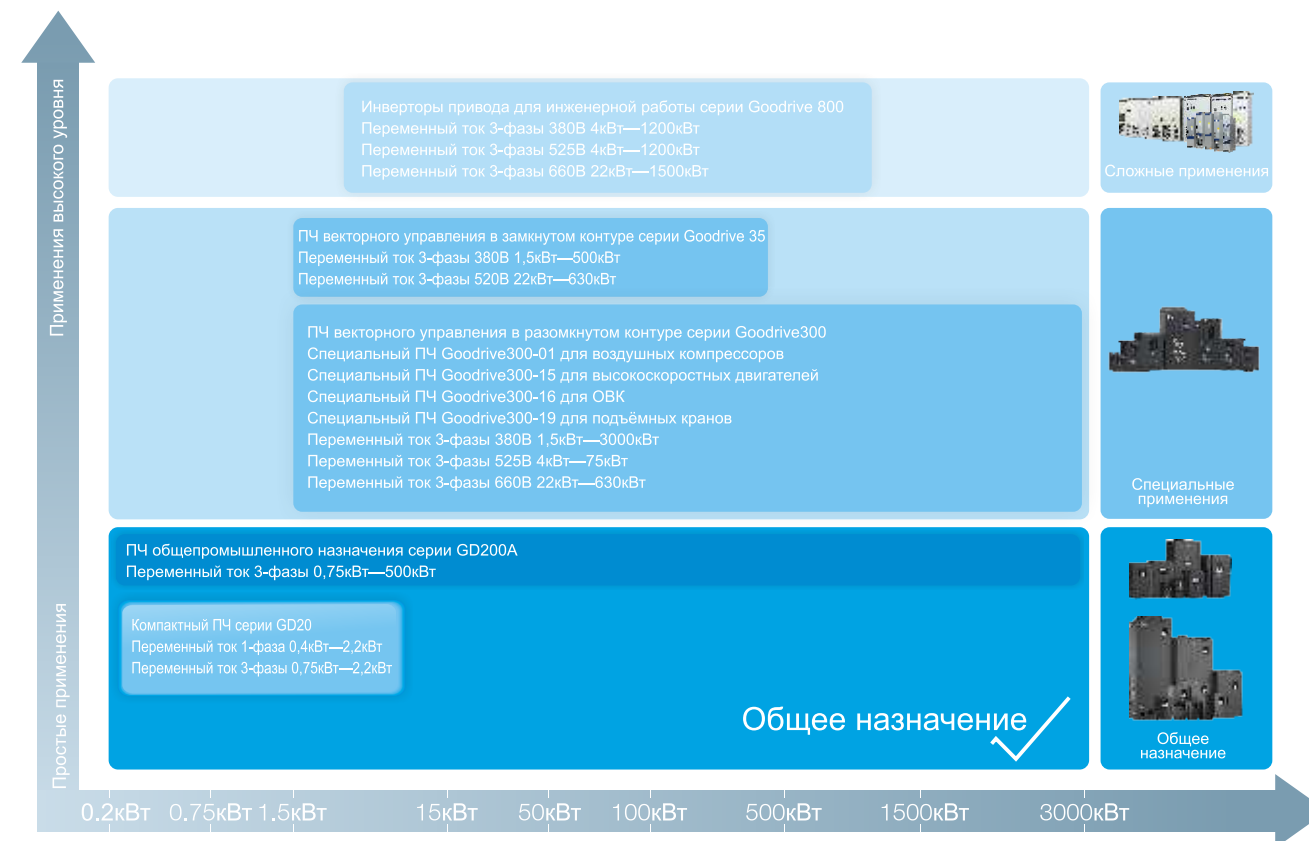 Применения высокого уровня
Инверторы привода для инженерной работы серии Goodrive 800
Переменный ток 3-фазы 380В 4кВт—1200кВт
Переменный ток 3-фазы 525В 4кВт—1200кВт
Переменный ток 3-фазы 660В 22кВт—1500кВт
Сложные применения
ПЧ векторного управления в замкнутом контуре серии Goodrive 35
Переменный ток 3-фазы 380В 1,5кВт—500кВт
Переменный ток 3-фазы 520В 22кВт—630кВт
ПЧ векторного управления в разомкнутом контуре серии Goodrive300
Специальный ПЧ Goodrive300-01 для воздушных компрессоров
Специальный ПЧ Goodrive300-15 для высокоскоростных двигателей
Специальный ПЧ Goodrive300-16 для ОВК
Специальный ПЧ Goodrive300-19 для подъёмных кранов
Переменный ток 3-фазы 380В 1,5кВт—3000кВт
Переменный ток 3-фазы 525В 4кВт—75кВт
Переменный ток 3-фазы 660В 22кВт—630кВт
Специальные
применения
Простые применения
ПЧ общепромышленного назначения серии GD200A
Переменный ток 3-фазы 0,75кВт—500кВт
Компактный ПЧ серии GD20
Переменный ток 1-фаза 0,4кВт—2,2кВт
Переменный ток 3-фазы 0,75кВт—2,2кВт
Общее назначение
Общее
назначение
0.2кВт 0.75кВт 1.5кВт 15кВт 50кВт 100кВт 500кВт 1500кВт 3000кВт